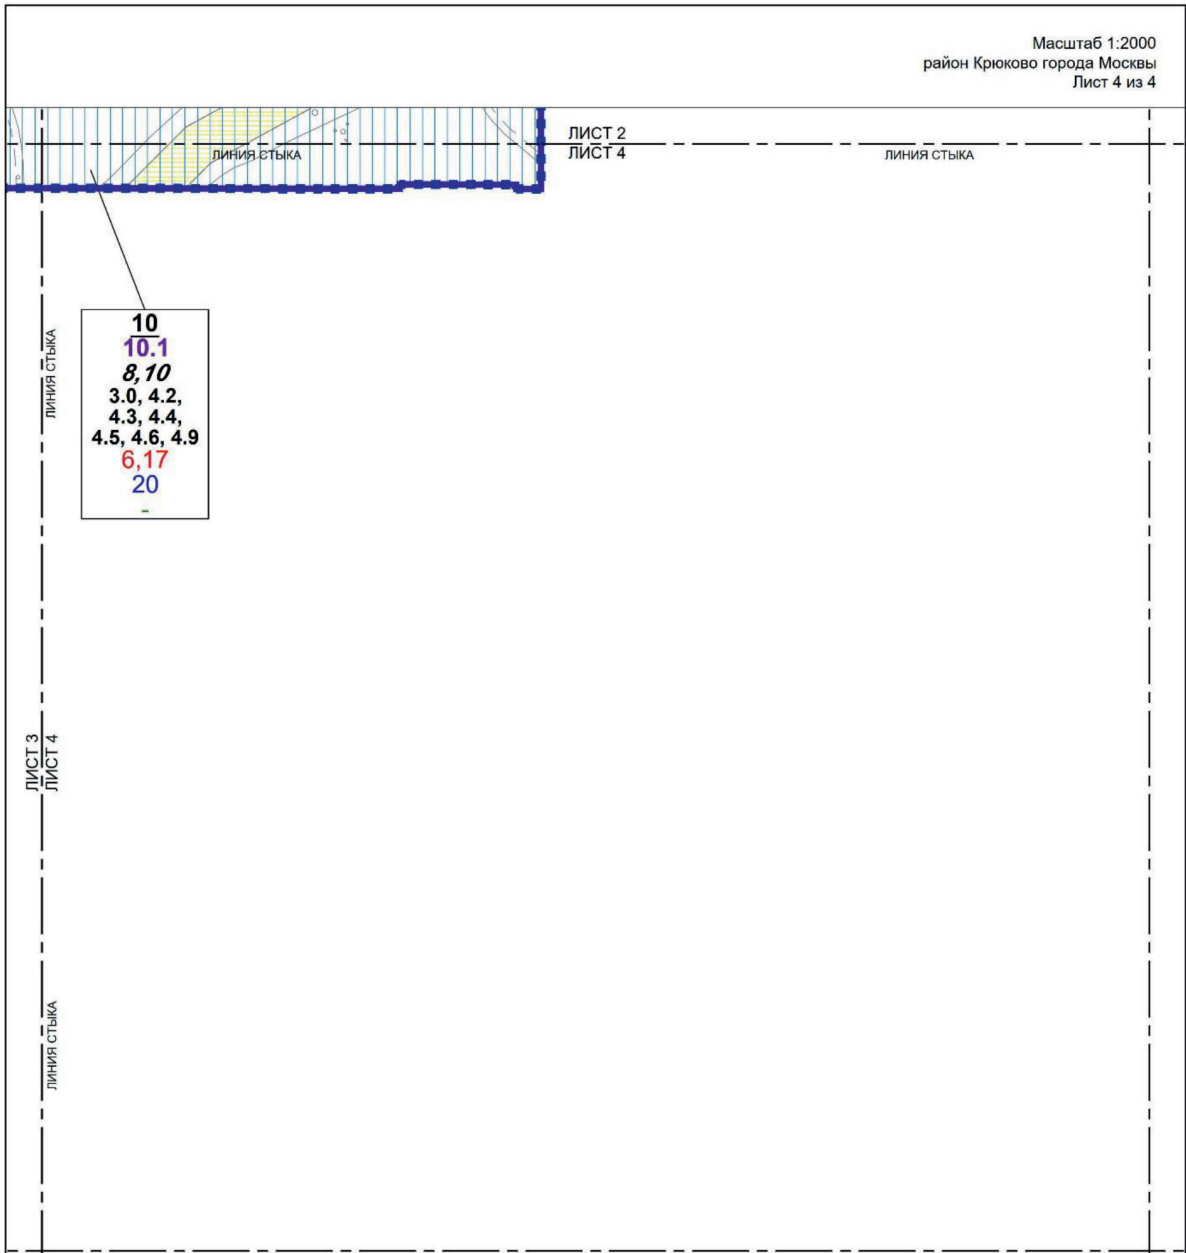 Масштаб 1:2000
район Крюково города Москвы
Лист 4 из 4
ЛИСТ 2
ЛИНИЯ СТЫКА
ЛИСТ 4
ЛИНИЯ СТЫКА
10
10.1
8,10
3.0, 4.2,
4.3, 4.4,
4.5, 4.6, 4.9
6,17
20
-
ЛИНИЯ СТЫКА
ЛИСТ 3
ЛИСТ 4
ЛИНИЯ СТЫКА